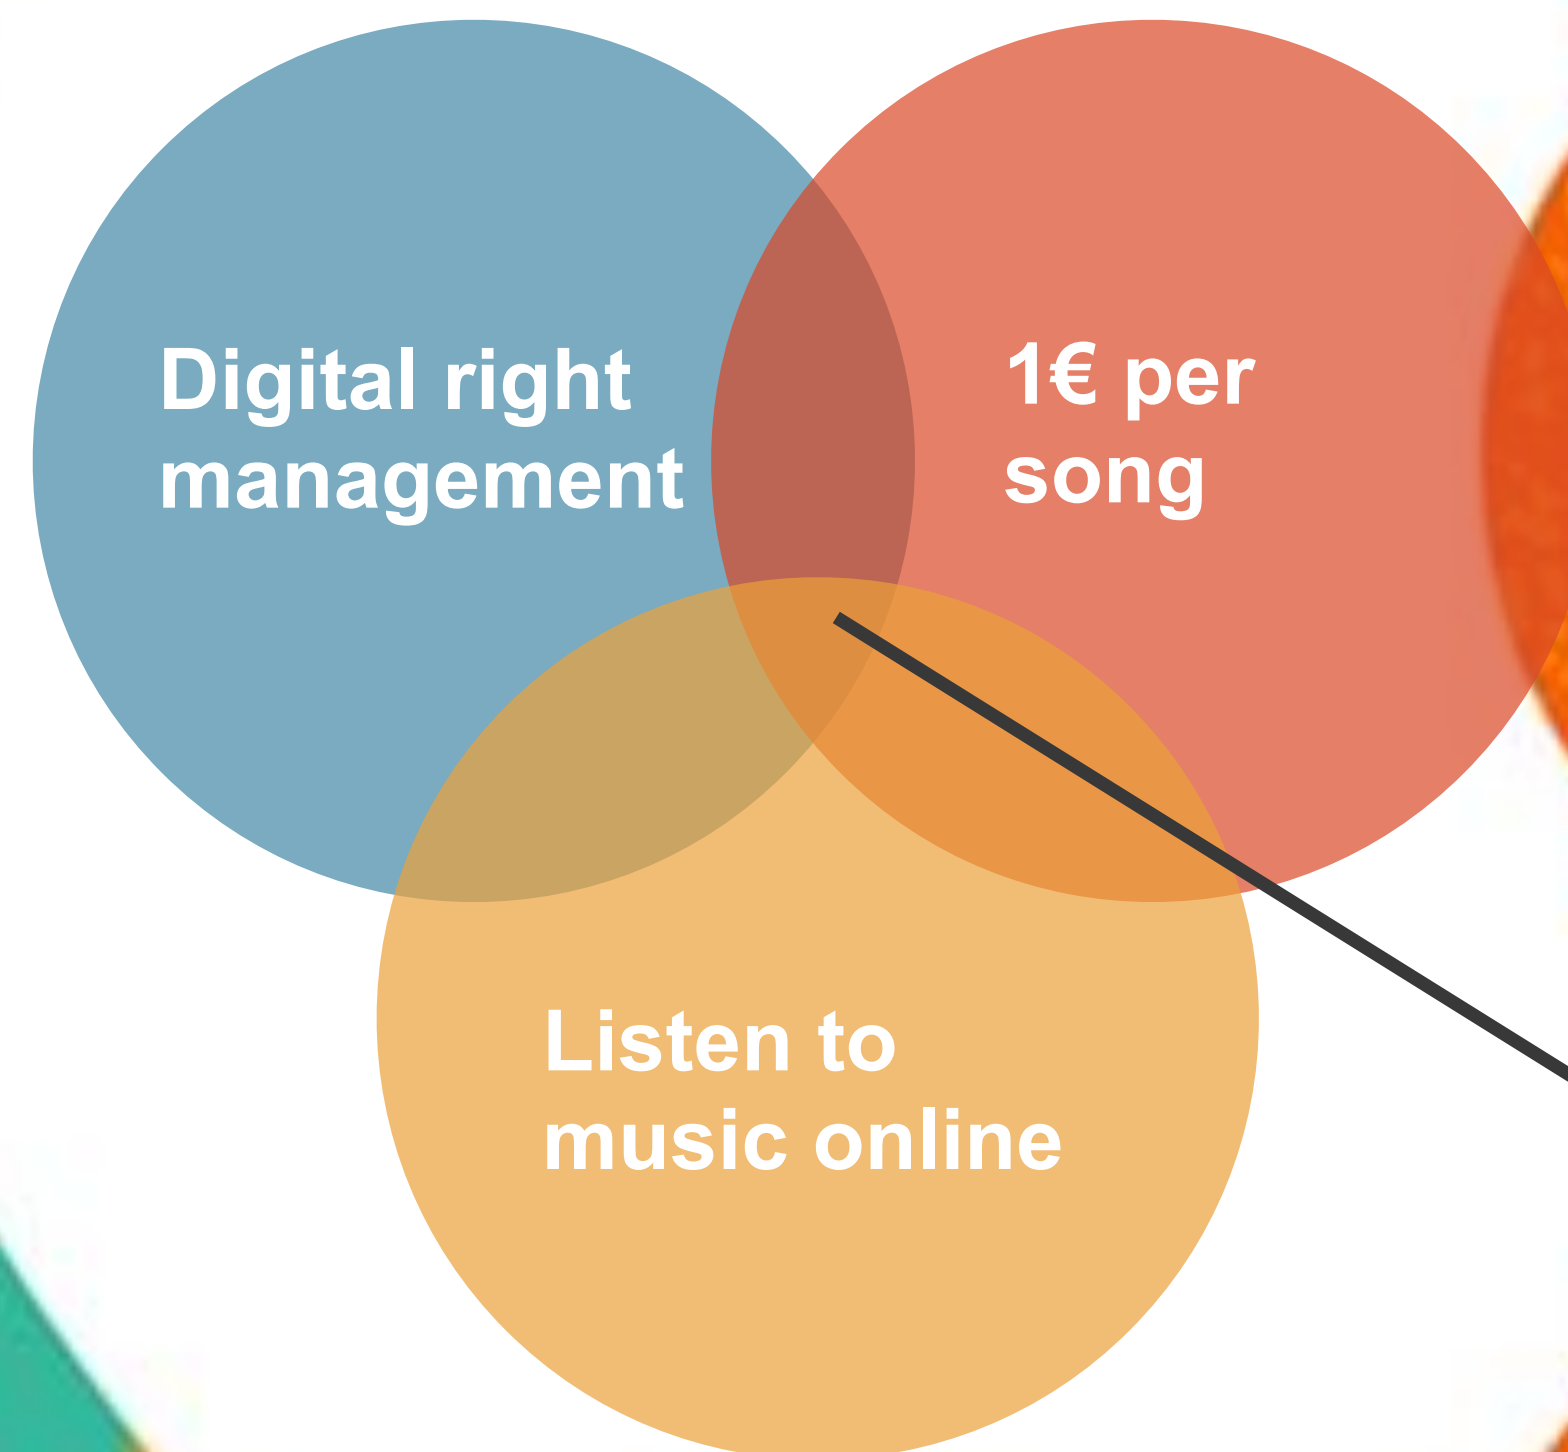 Digital right
management
1€ per
song
Listen to
music online